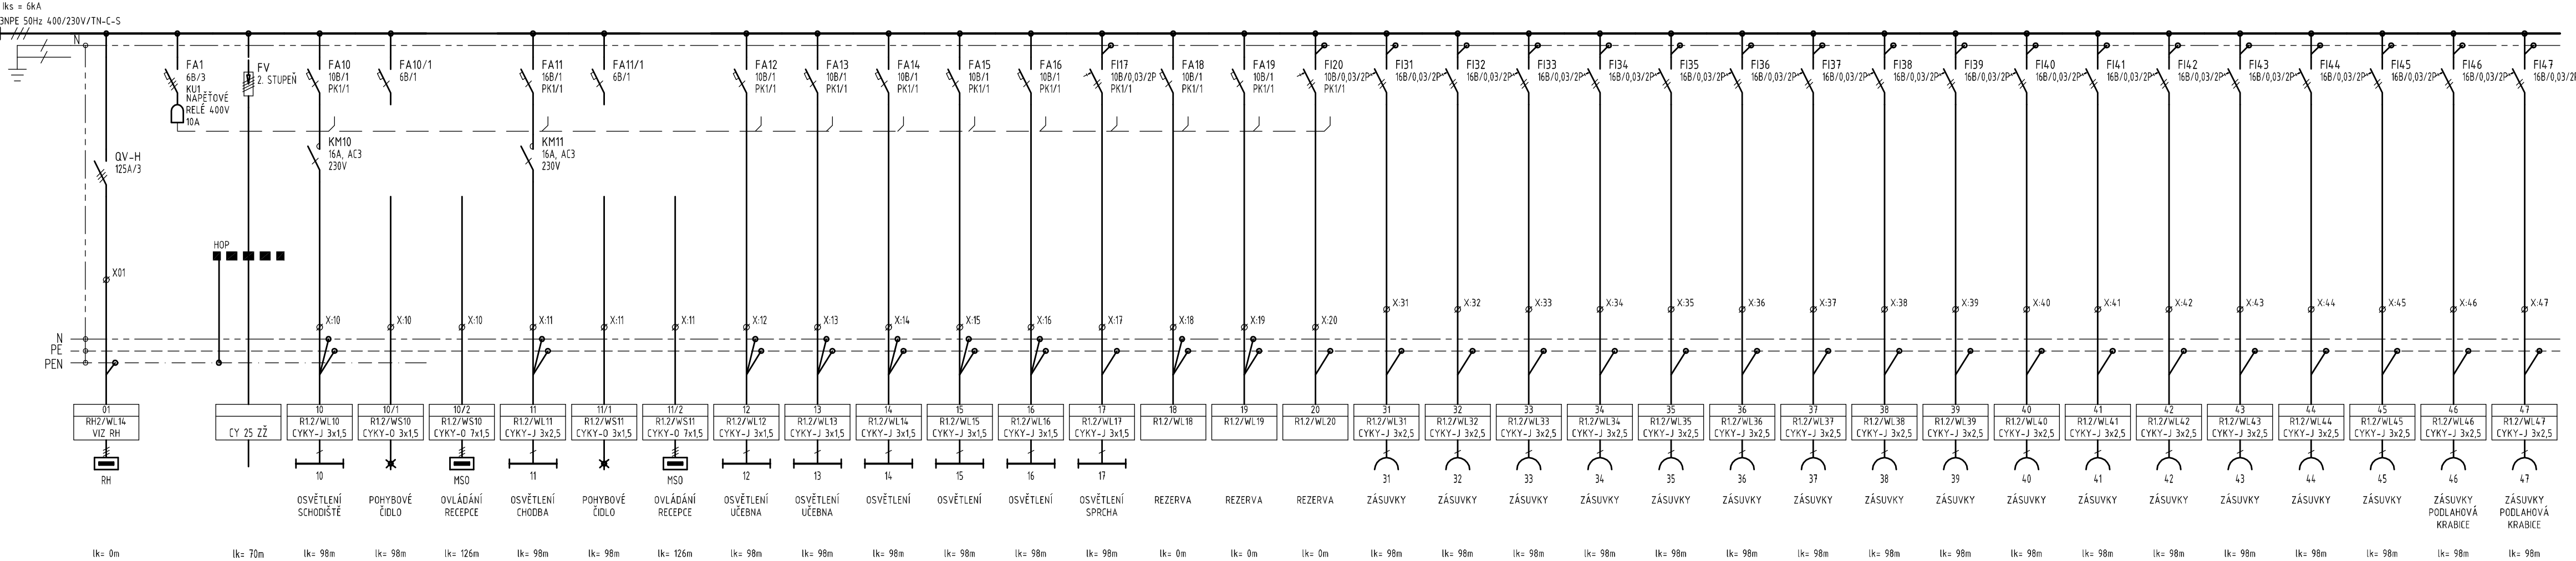 Iks = 6kA
3NPE 50Hz 400/230V/TN-C-S
N
QV-H
125A/3
X01
FA1
6B/3
KU1
NAPĚŤOVÉ
RELÉ 400V
10A
FV
2. STUPEŇ
HOP
FA10
10B/1
PK1/1
KM10
16A, AC3
230V
FA10/1
6B/1
FA11
16B/1
PK1/1
KM11
16A, AC3
230V
FA11/1
6B/1
FA12
10B/1
PK1/1
FA13
10B/1
PK1/1
FA14
10B/1
PK1/1
FA15
10B/1
PK1/1
FA16
10B/1
PK1/1
FI17
10B/0,03/2P
PK1/1
FA18
10B/1
PK1/1
FA19
10B/1
PK1/1
FI20
10B/0,03/2P
PK1/1
FI31
16B/0,03/2P
FI32
16B/0,03/2P
FI33
16B/0,03/2P
FI34
16B/0,03/2P
FI35
16B/0,03/2P
FI36
16B/0,03/2P
FI37
16B/0,03/2P
FI38
16B/0,03/2P
FI39
16B/0,03/2P
FI40
16B/0,03/2P
FI41
16B/0,03/2P
FI42
16B/0,03/2P
FI43
16B/0,03/2P
FI44
16B/0,03/2P
FI45
16B/0,03/2P
FI46
16B/0,03/2P
FI47
16B/0,03/2P
X:10 X:10 X:10 X:11 X:11 X:11 X:12 X:13 X:14 X:15 X:16 X:17 X:18 X:19 X:20 X:31 X:32 X:33 X:34 X:35 X:36 X:37 X:38 X:39 X:40 X:41 X:42 X:43 X:44 X:45 X:46 X:47
N
PE
PEN
01
RH2/WL14
VIZ RH
RH
lk= 0m
CY 25 ZŽ
lk= 70m
10
R1.2/WL10
CYKY-J 3x1,5
10
OSVĚTLENÍ
SCHODIŠTĚ
lk= 98m
10/1
R1.2/WS10
CYKY-O 3x1,5
POHYBOVÉ
ČIDLO
lk= 98m
10/2
R1.2/WS10
CYKY-O 7x1,5
MSO
OVLÁDÁNÍ
RECEPCE
lk= 126m
11
R1.2/WL11
CYKY-J 3x2,5
11
OSVĚTLENÍ
CHODBA
lk= 98m
11/1
R1.2/WS11
CYKY-O 3x1,5
POHYBOVÉ
ČIDLO
lk= 98m
11/2
R1.2/WS11
CYKY-O 7x1,5
MSO
OVLÁDÁNÍ
RECEPCE
lk= 126m
12
R1.2/WL12
CYKY-J 3x1,5
12
OSVĚTLENÍ
UČEBNA
lk= 98m
13
R1.2/WL13
CYKY-J 3x1,5
13
OSVĚTLENÍ
UČEBNA
lk= 98m
14
R1.2/WL14
CYKY-J 3x1,5
14
OSVĚTLENÍ
lk= 98m
15
R1.2/WL15
CYKY-J 3x1,5
15
OSVĚTLENÍ
lk= 98m
16
R1.2/WL16
CYKY-J 3x1,5
16
OSVĚTLENÍ
lk= 98m
17
R1.2/WL17
CYKY-J 3x1,5
17
OSVĚTLENÍ
SPRCHA
lk= 98m
18
R1.2/WL18
REZERVA
lk= 0m
19
R1.2/WL19
REZERVA
lk= 0m
20
R1.2/WL20
REZERVA
lk= 0m
31
R1.2/WL31
CYKY-J 3x2,5
31
ZÁSUVKY
lk= 98m
32
R1.2/WL32
CYKY-J 3x2,5
32
ZÁSUVKY
lk= 98m
33
R1.2/WL33
CYKY-J 3x2,5
33
ZÁSUVKY
lk= 98m
34
R1.2/WL34
CYKY-J 3x2,5
34
ZÁSUVKY
lk= 98m
35
R1.2/WL35
CYKY-J 3x2,5
35
ZÁSUVKY
lk= 98m
36
R1.2/WL36
CYKY-J 3x2,5
36
ZÁSUVKY
lk= 98m
37
R1.2/WL37
CYKY-J 3x2,5
37
ZÁSUVKY
lk= 98m
38
R1.2/WL38
CYKY-J 3x2,5
38
ZÁSUVKY
lk= 98m
39
R1.2/WL39
CYKY-J 3x2,5
39
ZÁSUVKY
lk= 98m
40
R1.2/WL40
CYKY-J 3x2,5
40
ZÁSUVKY
lk= 98m
41
R1.2/WL41
CYKY-J 3x2,5
41
ZÁSUVKY
lk= 98m
42
R1.2/WL42
CYKY-J 3x2,5
42
ZÁSUVKY
lk= 98m
43
R1.2/WL43
CYKY-J 3x2,5
43
ZÁSUVKY
lk= 98m
44
R1.2/WL44
CYKY-J 3x2,5
44
ZÁSUVKY
lk= 98m
45
R1.2/WL45
CYKY-J 3x2,5
45
ZÁSUVKY
lk= 98m
46
R1.2/WL46
CYKY-J 3x2,5
46
ZÁSUVKY
PODLAHOVÁ
KRABICE
lk= 98m
47
R1.2/WL47
CYKY-J 3x2,5
47
ZÁSUVKY
PODLAHOVÁ
KRABICE
lk= 98m